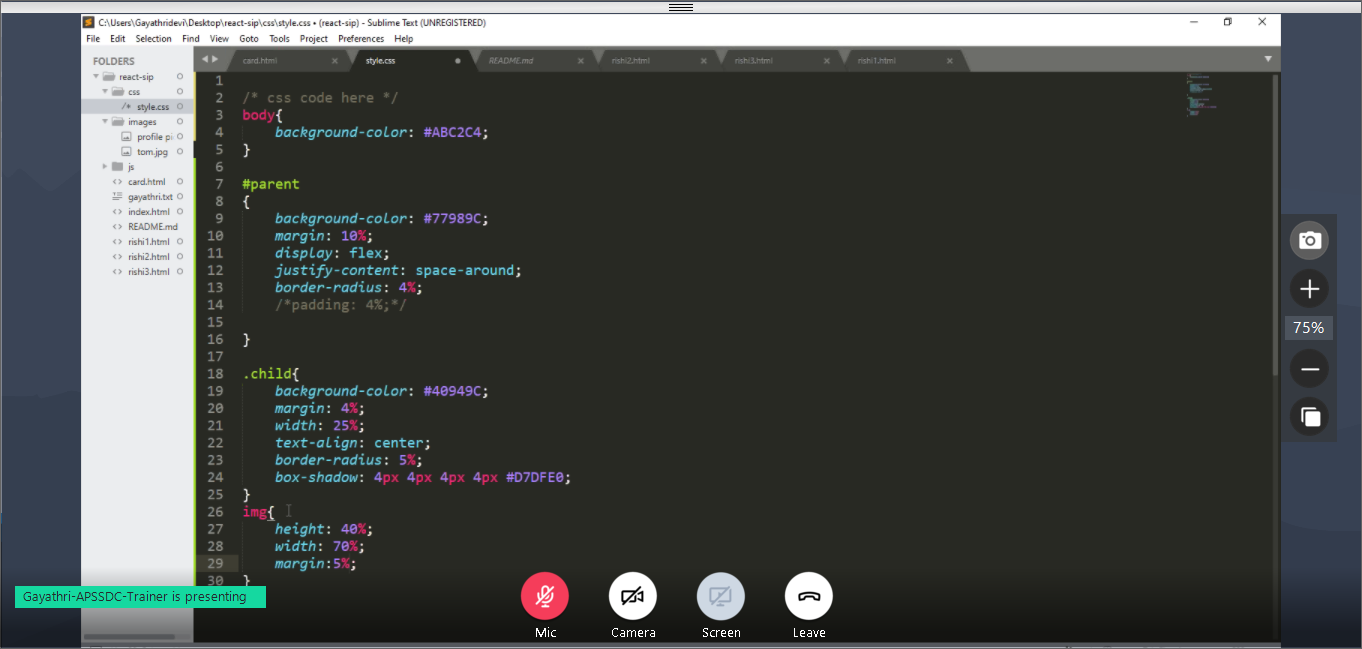 C:\Users\Gayathridevi\Desktop\react-sip\css\style.css • (react-sip) - Sublime Text (UNREGISTERED)
File Edit Selection Find View Goto Tools Project Preferences Help
FOLDERS
react-sip
css
/* style.css
images
profile pi
tom.jpg
js
<> card.html
gayathri.txt
<> index.html
<> README.md
<> rishi1.html
<> rishi2.html
<> rishi3.html
card.html × style.css • README.md × rishi2.html × rishi3.html × rishi1.html ×
1
2 /* css code here */
3 body{
4 background-color: #ABC2C4;
5 }
6
7 #parent
8 {
9 background-color: #77989C;
10 margin: 10%;
11 display: flex;
12 justify-content: space-around;
13 border-radius: 4%;
14 /*padding: 4%;*/
15
16 }
17
18 .child{
19 background-color: #40949C;
20 margin: 4%;
21 width: 25%;
22 text-align: center;
23 border-radius: 5%;
24 box-shadow: 4px 4px 4px 4px #D7DFE0;
25 }
26 img{
27 height: 40%;
28 width: 70%;
29 margin:5%;
30 }
75%
Gayathri-APSSDC-Trainer is presenting
Mic Camera Screen Leave